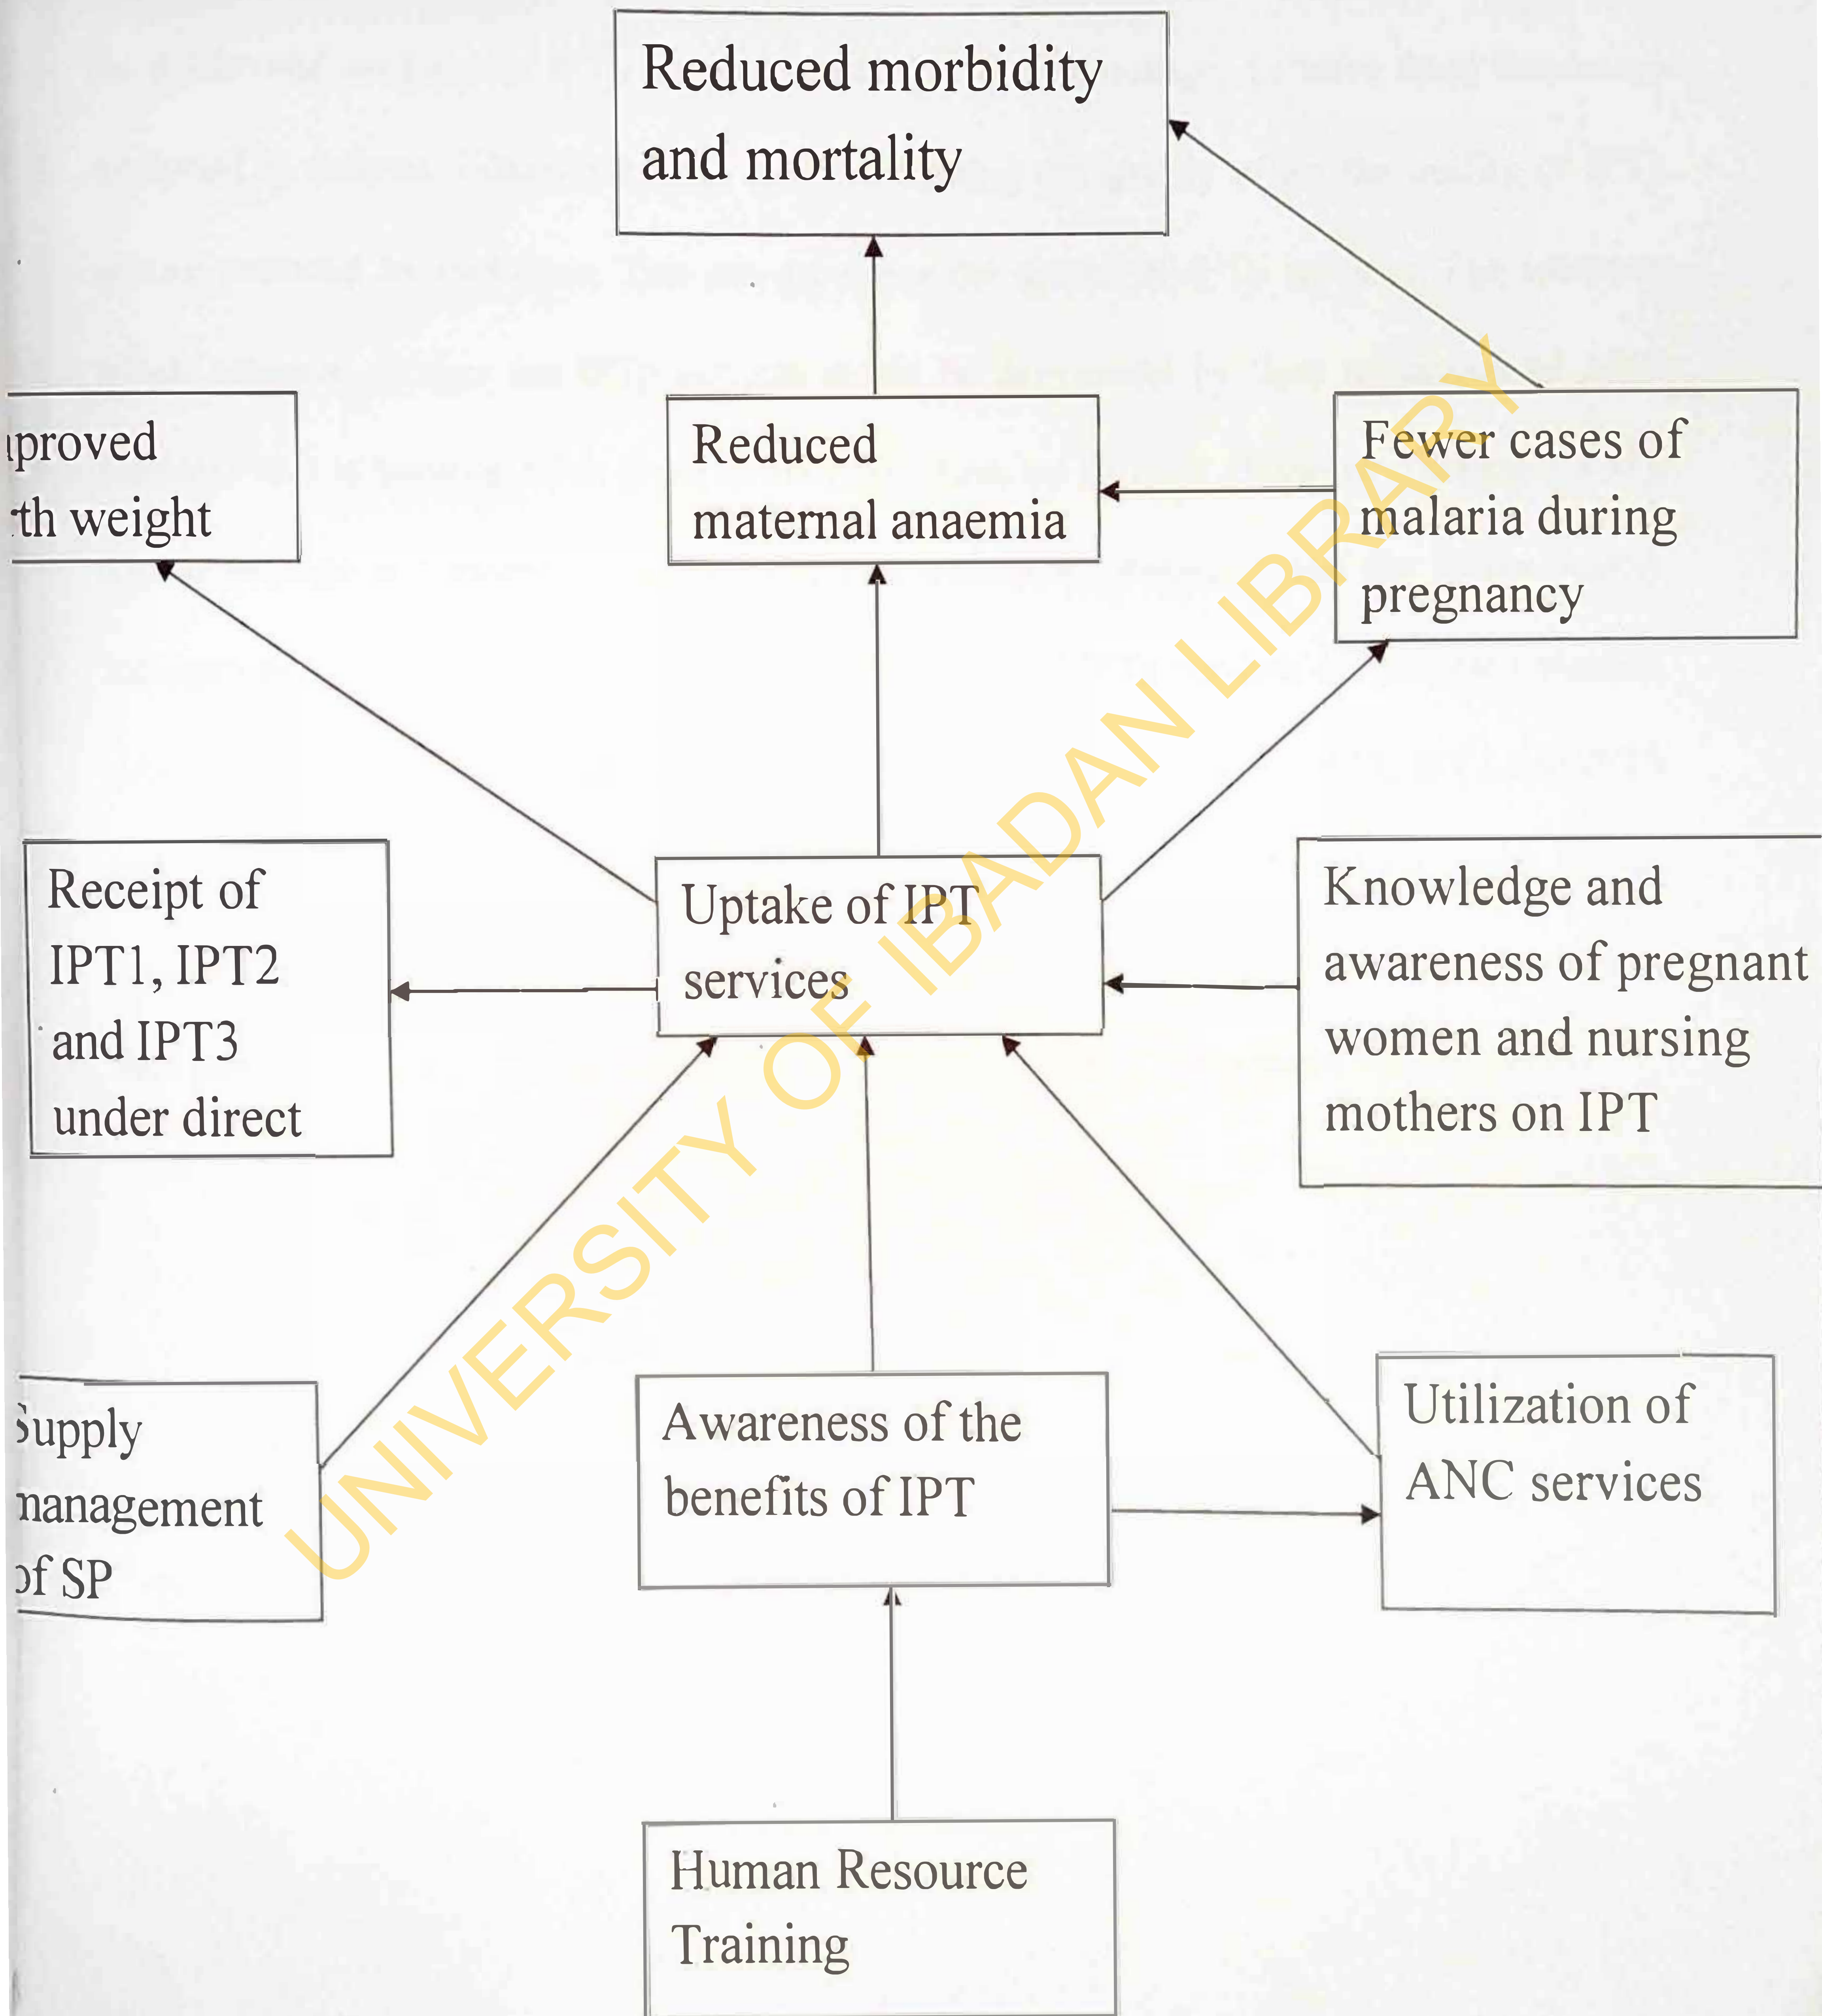 Reduced morbidity
and mortality
proved
th weight
Reduced
maternal anaemia
Fewer cases of
malaria during
pregnancy
Receipt of
IPT1, IPT2
and IPT3
under direct
Uptake of IPT
services
Knowledge and
awareness of pregnant
women and nursing
mothers on IPT
Supply
management
of SP
Awareness of the
benefits of IPT
Utilization of
ANC services
Human Resource
Training
UNIVERSITY OF IBADAN LIBRARY